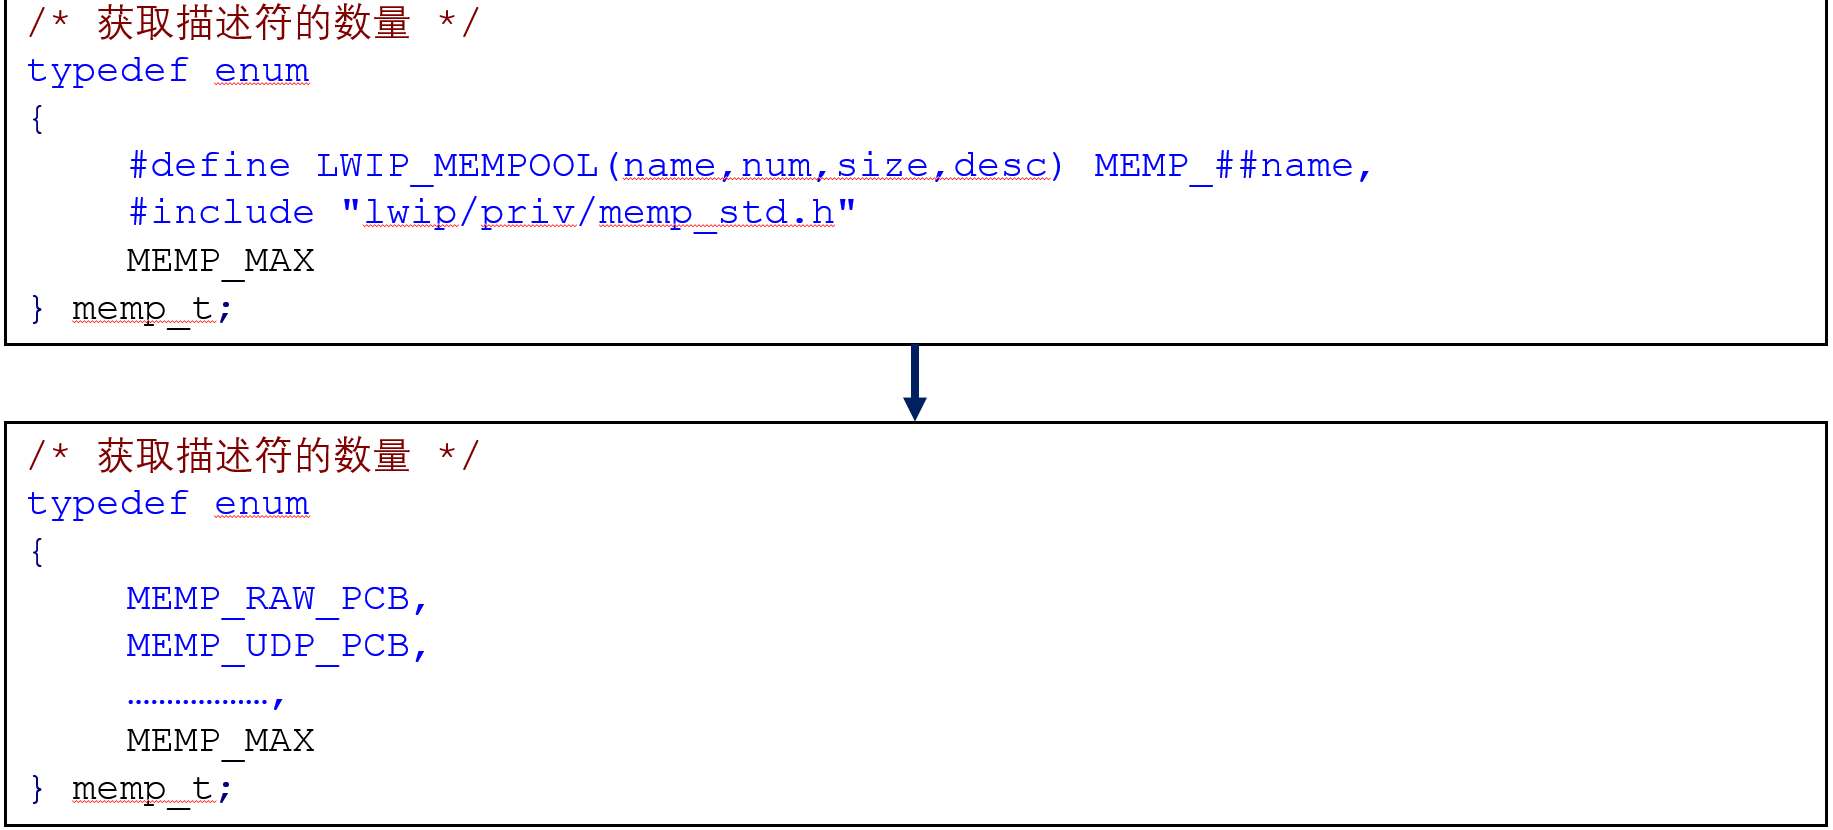 /* 获取描述符的数量 */
typedef enum
{
#define LWIP_MEMPOOL(name,num,size,desc) MEMP_##name,
#include "lwip/priv/memp_std.h"
MEMP_MAX
} memp_t;
/* 获取描述符的数量 */
typedef enum
{
MEMP_RAW_PCB,
MEMP_UDP_PCB,
………………,
MEMP_MAX
} memp_t;